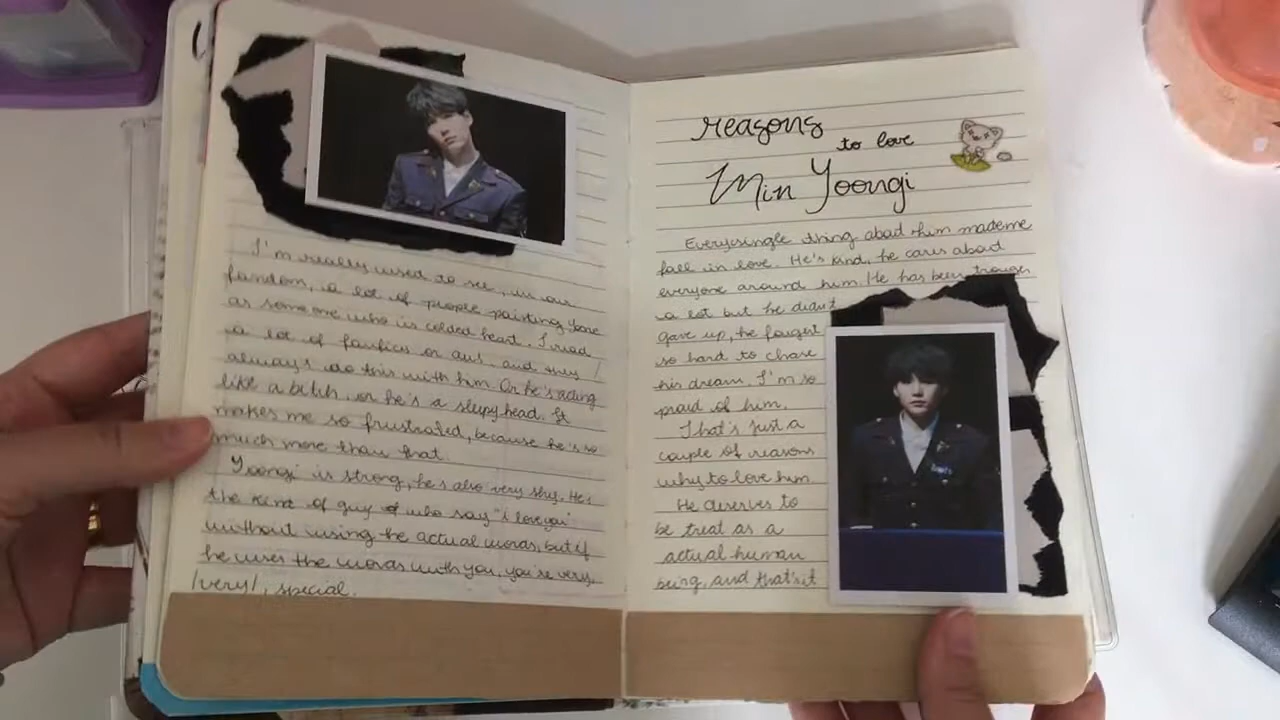 I'm really used to see, in our
fandom, a lot of people painting Yoongi
as someone who is colded heart. I read
a lot of fanfics or aus, and they
always do this with him. Or he's acting
like a bitch, or he's a sleepy head. It
makes me so frustrated, because he's so
much more than that.
Yoongi is strong, he's also very shy. He's
the kind of guy who say "i love you"
without using the actual words, but if
he uses the words with you, you're very,
/very/, special.
reasons
to love
Min Yoongi
Everysingle thing aboud him made me
fall in love. He's kind, he cares aboud
everyone around him. He has been trough
a lot but he didnt
gave up, he fought
so hard to chase
his dream. I'm so
proud of him.
That's just a
couple of reasons
why to love him.
He deserves to
be treat as a
actual human
being, and that's it